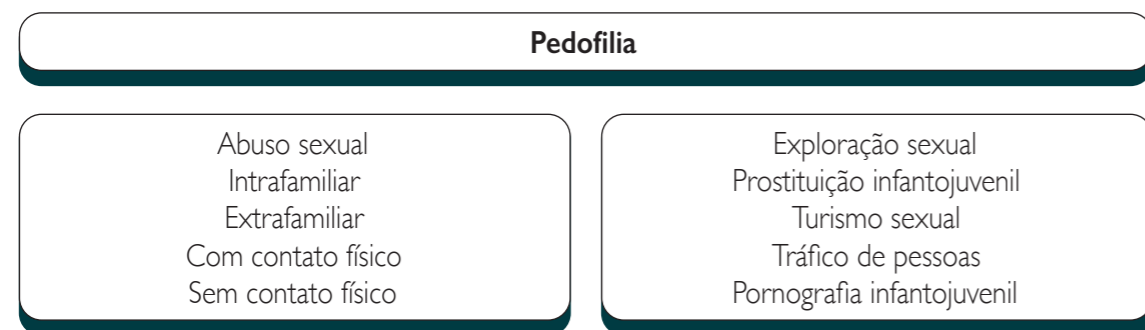 Pedofilia
Abuso sexual
Intrafamiliar
Extrafamiliar
Com contato físico
Sem contato físico
Exploração sexual
Prostituição infantojuvenil
Turismo sexual
Tráfico de pessoas
Pornografia infantojuvenil